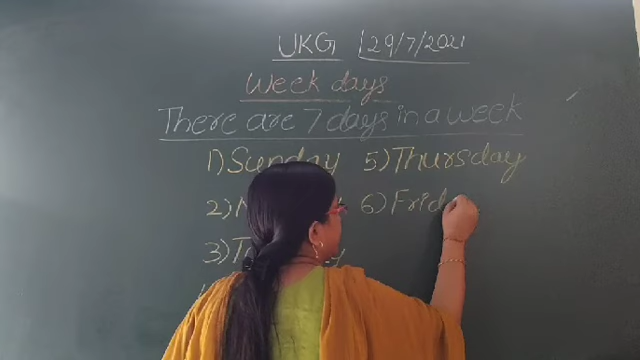 UKG 29/7/2021
Week days
There are 7 days in a week
1) Sunday 5) Thursday
2) 6) Frid
3)